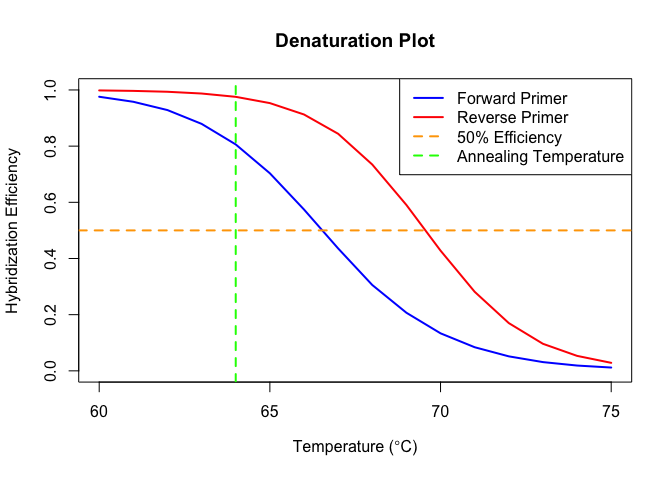 Denaturation Plot
Forward Primer
Reverse Primer
50% Efficiency
Annealing Temperature
Hybridization Efficiency
1.0
0.8
0.6
0.4
0.2
0.0
60 65 70 75
Temperature (°C)